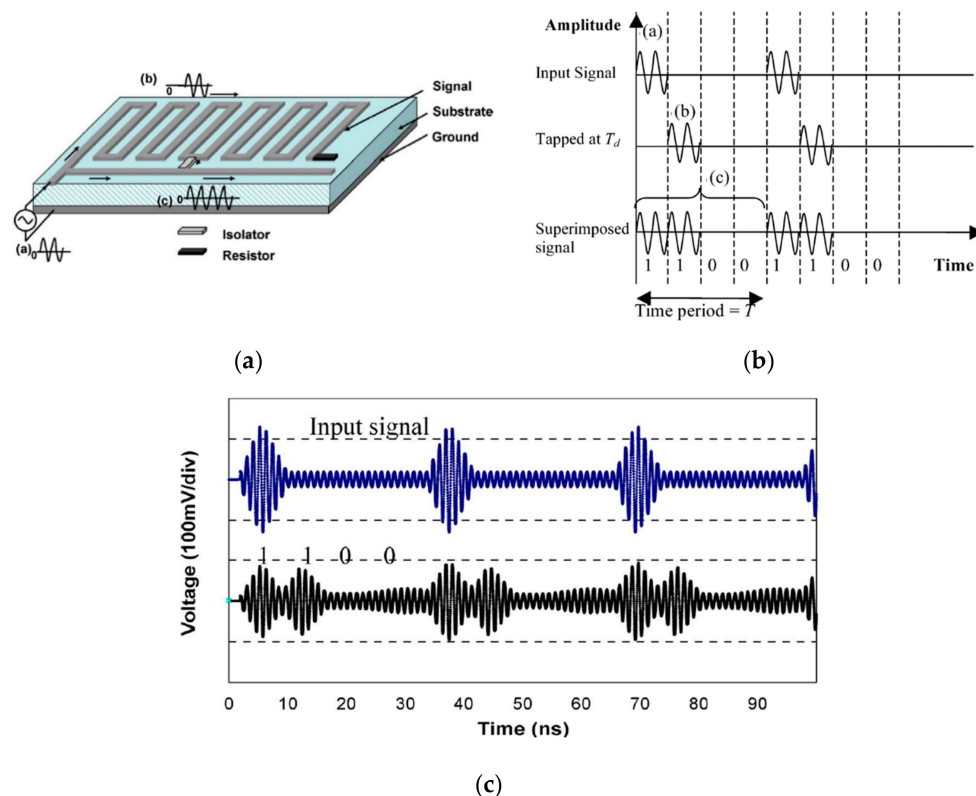 (b)
0
Signal
Substrate
Ground
(c) 0
(a) 0
Isolator
Resistor
(a)
Amplitude
(a)
Input Signal
(b)
Tapped at Td
(c)
Superimposed
signal
1 1 0 0 1 1 0 0
Time
Time period = T
(b)
Input signal
1 1 0 0
Voltage (100mV/div)
0 10 20 30 40 50 60 70 80 90
Time (ns)
(c)